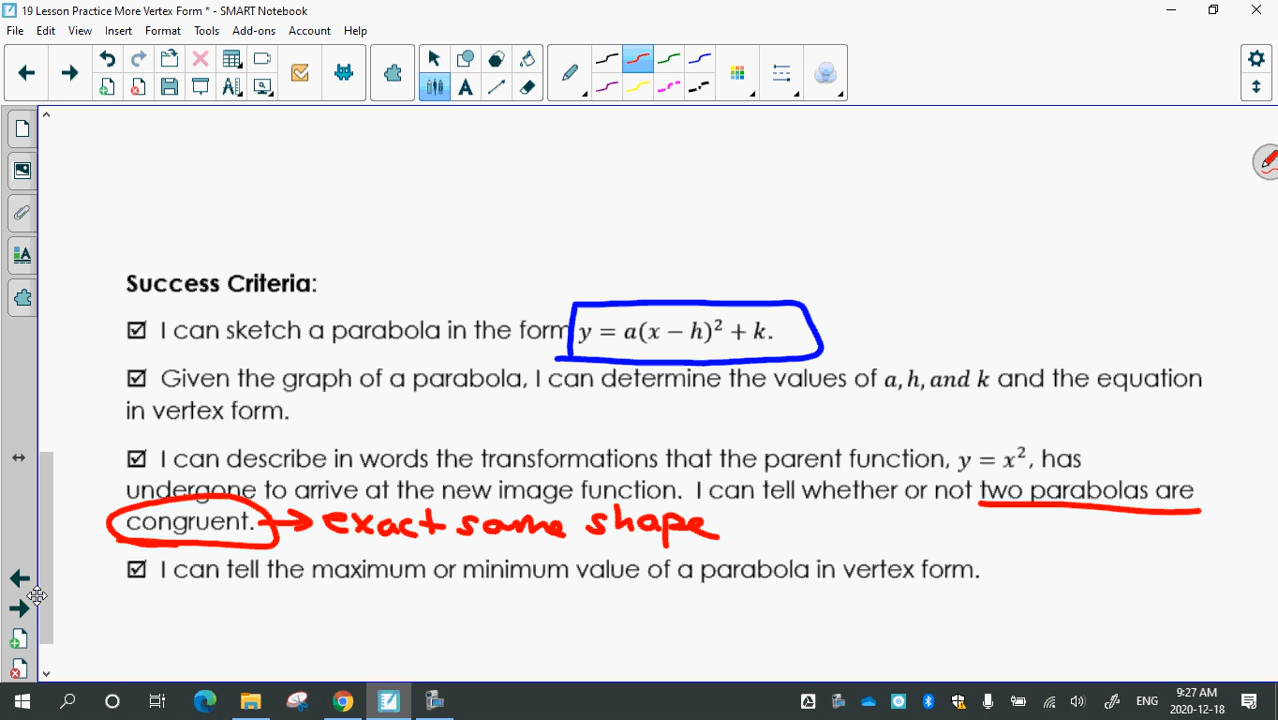 19 Lesson Practice More Vertex Form * - SMART Notebook
File Edit View Insert Format Tools Add-ons Account Help
Success Criteria:
☑ I can sketch a parabola in the form y = a(x − h)² + k.
☑ Given the graph of a parabola, I can determine the values of a, h, and k and the equation
in vertex form.
☑ I can describe in words the transformations that the parent function, y = x², has
undergone to arrive at the new image function. I can tell whether or not two parabolas are
congruent. → exact same shape
☑ I can tell the maximum or minimum value of a parabola in vertex form.
ENG
9:27 AM
2020-12-18